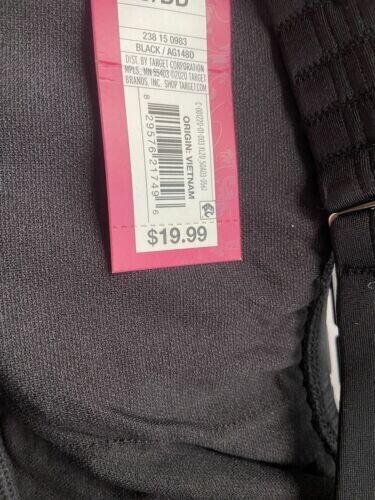 DD
238 15 0983
BLACK / AG148D
DIST. BY TARGET CORPORATION
MPLS, MN 55403 ©2020 TARGET
BRANDS, INC. SHOP TARGET.COM
ORIGIN: VIETNAM
8 29576 21749 6
$19.99